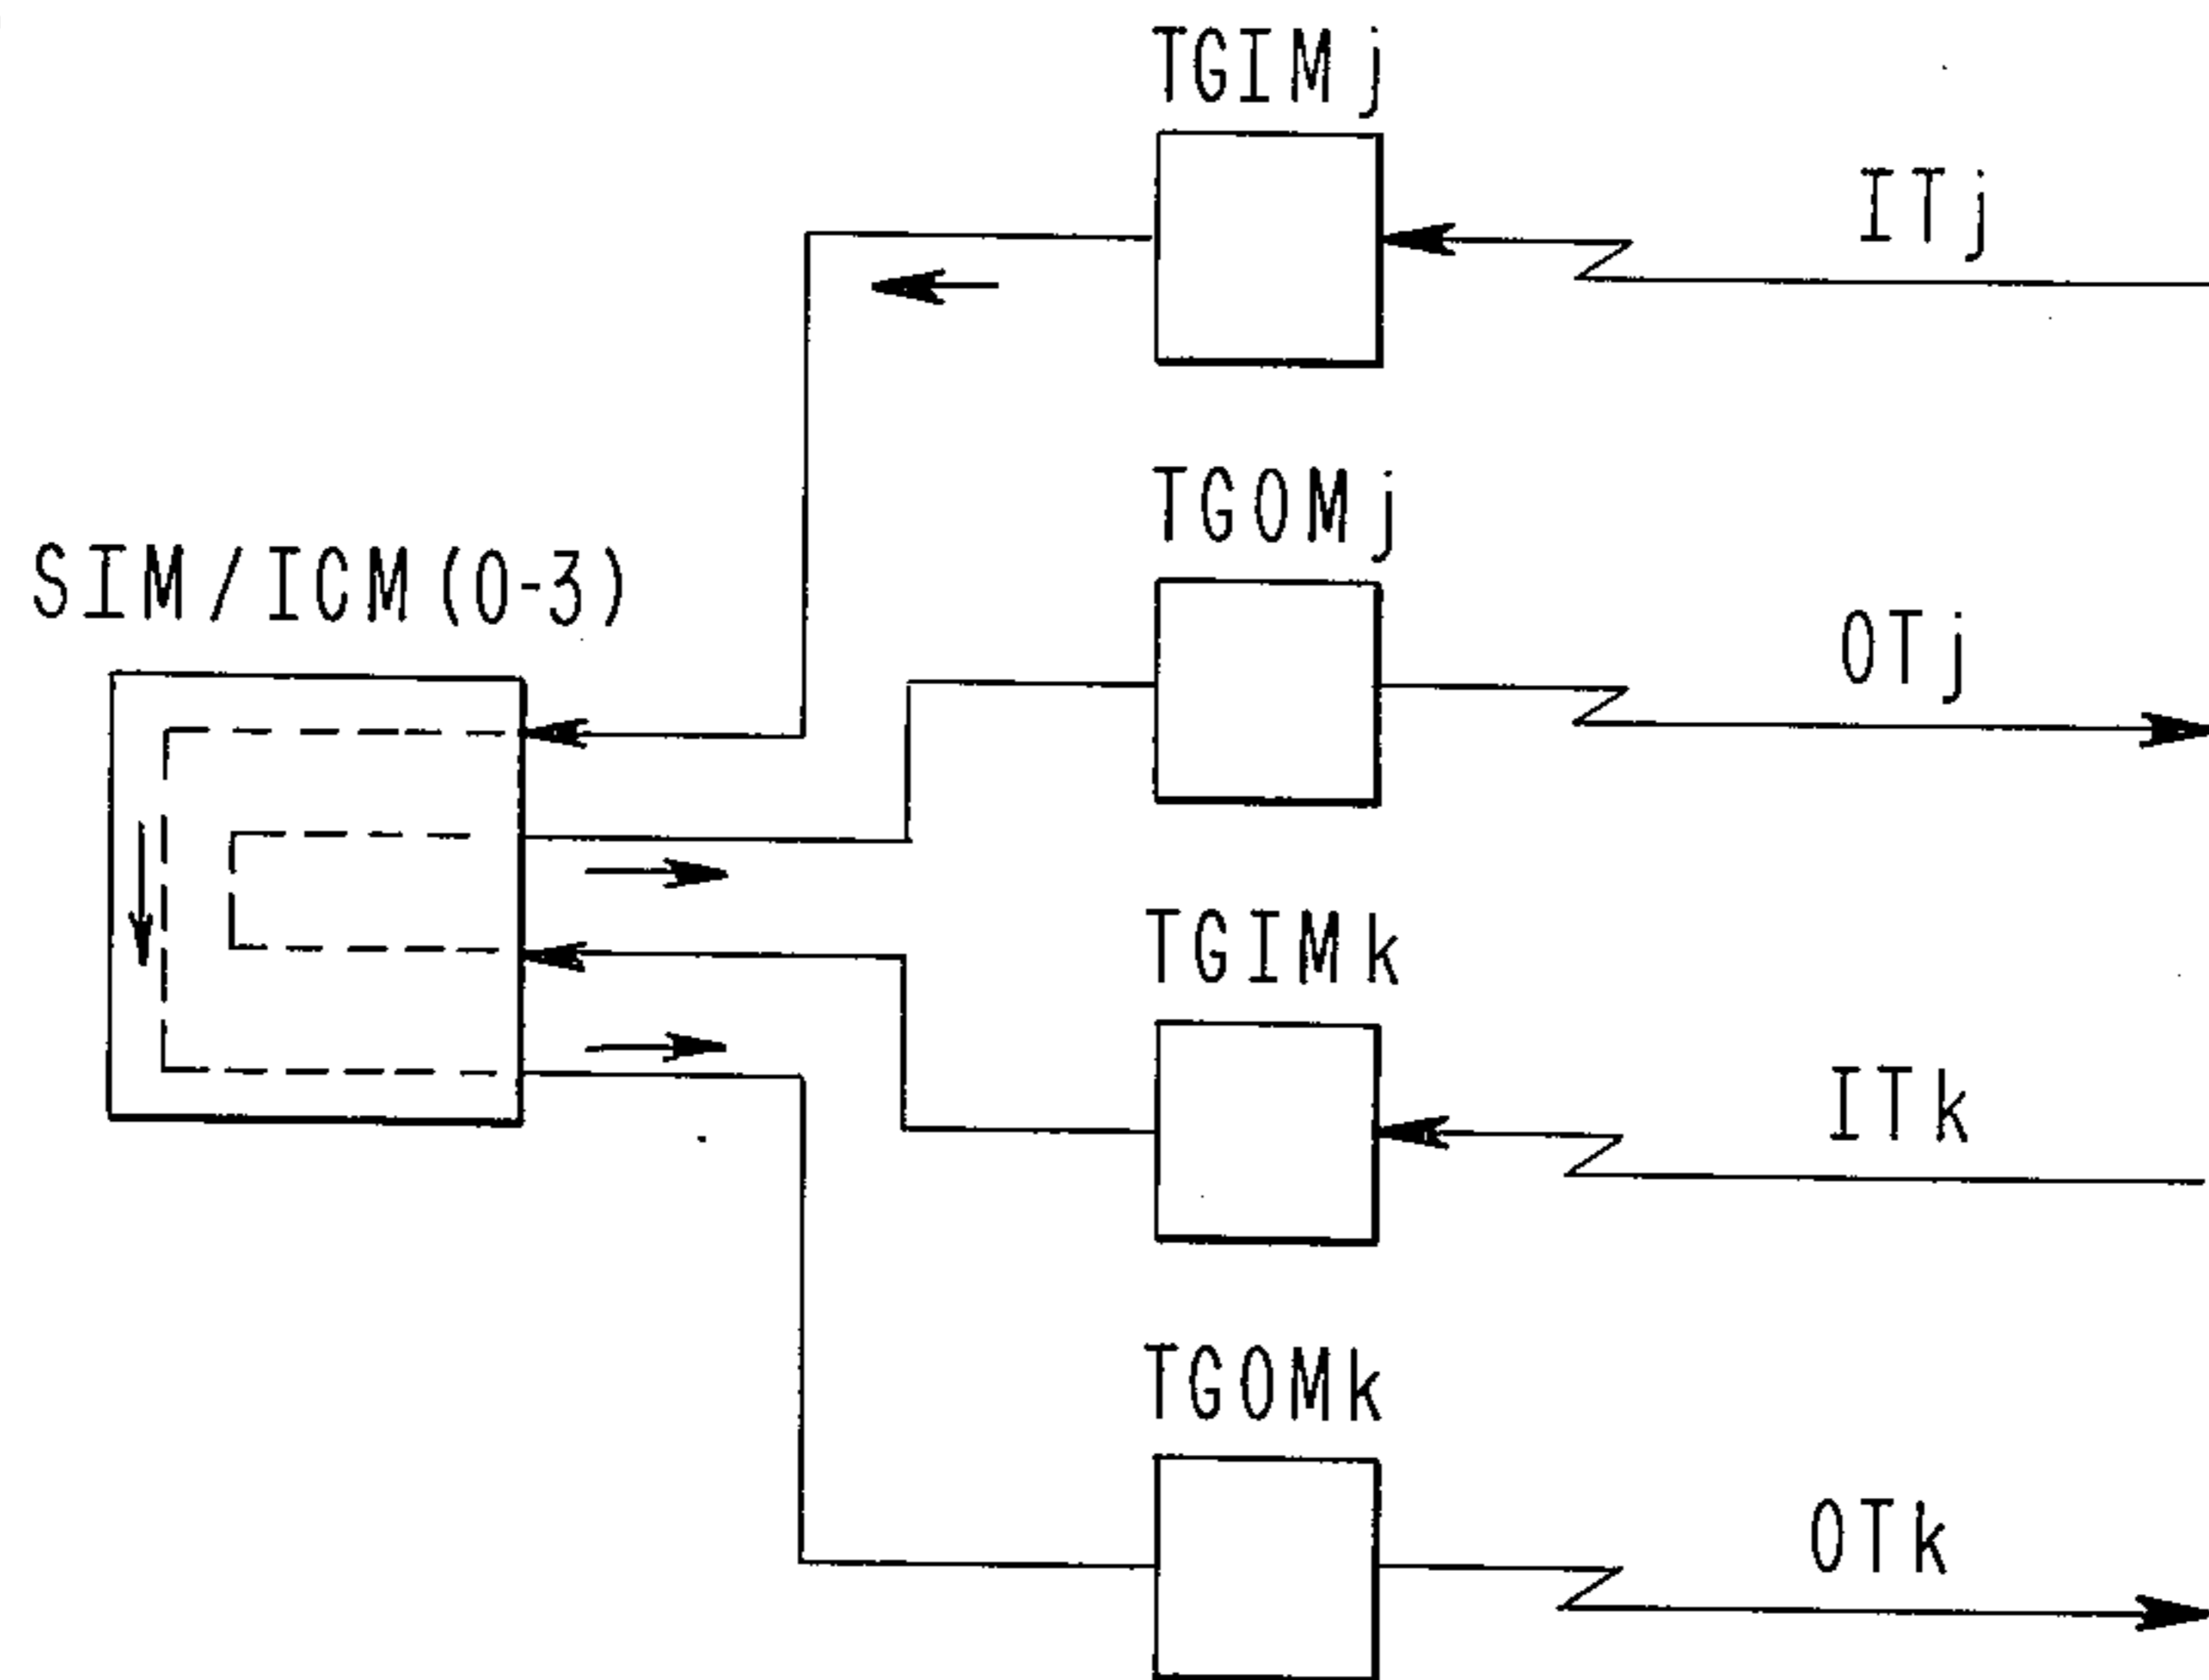 TGIMj
ITj
TGOMj
SIM/ICM(0-3)
OTj
TGIMk
ITk
TGOMk
OTk